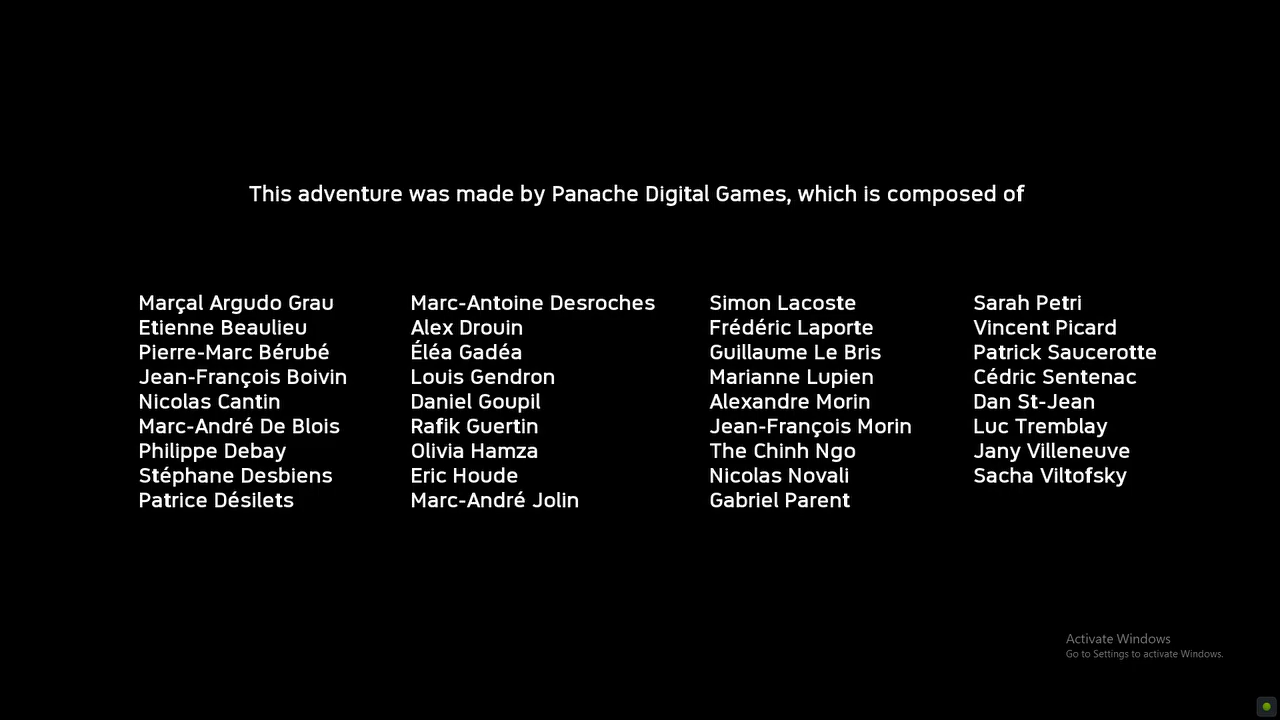 This adventure was made by Panache Digital Games, which is composed of
Marçal Argudo Grau
Etienne Beaulieu
Pierre-Marc Bérubé
Jean-François Boivin
Nicolas Cantin
Marc-André De Blois
Philippe Debay
Stéphane Desbiens
Patrice Désilets
Marc-Antoine Desroches
Alex Drouin
Éléa Gadéa
Louis Gendron
Daniel Goupil
Rafik Guertin
Olivia Hamza
Eric Houde
Marc-André Jolin
Simon Lacoste
Frédéric Laporte
Guillaume Le Bris
Marianne Lupien
Alexandre Morin
Jean-François Morin
The Chinh Ngo
Nicolas Novali
Gabriel Parent
Sarah Petri
Vincent Picard
Patrick Saucerotte
Cédric Sentenac
Dan St-Jean
Luc Tremblay
Jany Villeneuve
Sacha Viltofsky
Activate Windows
Go to Settings to activate Windows.